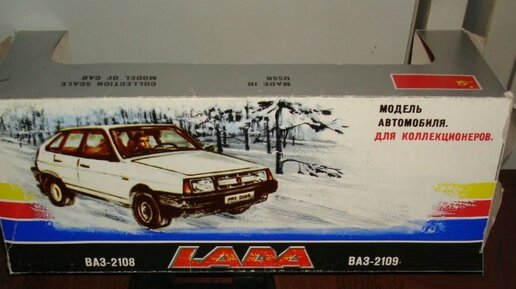 COLLECTION SCALE
MODEL OF CAR
MADE IN
USSR
МОДЕЛЬ
АВТОМОБИЛЯ.
ДЛЯ КОЛЛЕКЦИОНЕРОВ.
ВАЗ-2108
LADA
ВАЗ-2109